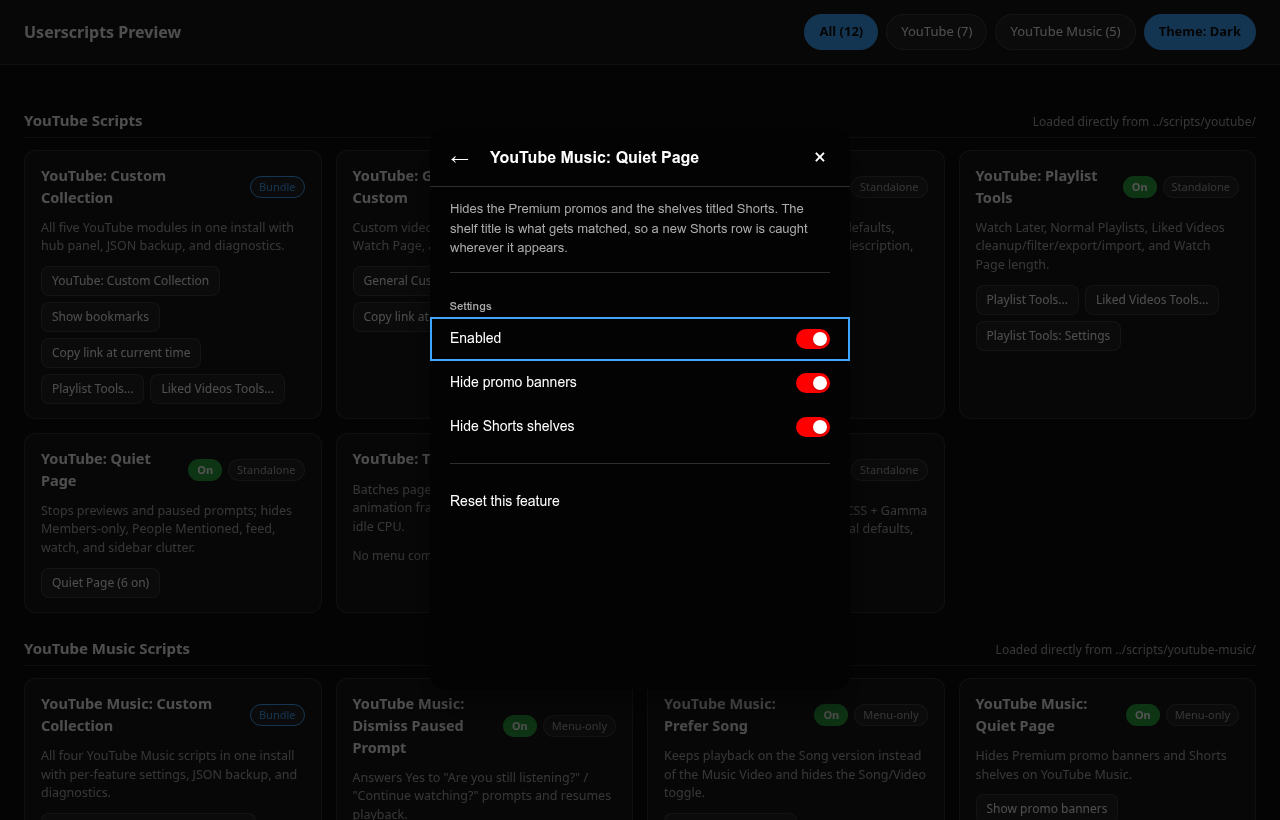 Userscripts Preview
All (12)
YouTube (7)
YouTube Music (5)
Theme: Dark
YouTube Scripts
Loaded directly from ../scripts/youtube/
YouTube: Custom
Collection
Bundle
All five YouTube modules in one install with
hub panel, JSON backup, and diagnostics.
YouTube: Custom Collection
Show bookmarks
Copy link at current time
Playlist Tools...
Liked Videos Tools...
YouTube: G
Custom
Custom vide
Watch Page, a
General Cus
Copy link at
Standalone
efaults,
escription,
YouTube: Playlist
Tools
On
Standalone
Watch Later, Normal Playlists, Liked Videos
cleanup/filter/export/import, and Watch
Page length.
Playlist Tools...
Liked Videos Tools...
Playlist Tools: Settings
←
YouTube Music: Quiet Page
×
Hides the Premium promos and the shelves titled Shorts. The
shelf title is what gets matched, so a new Shorts row is caught
wherever it appears.
Settings
Enabled
Hide promo banners
Hide Shorts shelves
Reset this feature
YouTube: Quiet
Page
On
Standalone
Stops previews and paused prompts; hides
Members-only, People Mentioned, feed,
watch, and sidebar clutter.
Quiet Page (6 on)
YouTube: T
Batches page
animation fra
idle CPU.
No menu com
Standalone
CSS + Gamma
al defaults,
YouTube Music Scripts
Loaded directly from ../scripts/youtube-music/
YouTube Music: Custom
Collection
Bundle
All four YouTube Music scripts in one install
with per-feature settings, JSON backup, and
diagnostics.
YouTube Music:
Dismiss Paused
Prompt
On
Menu-only
Answers Yes to "Are you still listening?" /
"Continue watching?" prompts and resumes
playback.
YouTube Music:
Prefer Song
On
Menu-only
Keeps playback on the Song version instead
of the Music Video and hides the Song/Video
toggle.
YouTube Music:
Quiet Page
On
Menu-only
Hides Premium promo banners and Shorts
shelves on YouTube Music.
Show promo banners